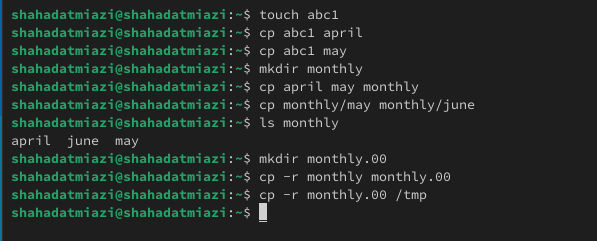 shahadatmiazi@shahadatmiazi:~$ touch abc1
shahadatmiazi@shahadatmiazi:~$ cp abc1 april
shahadatmiazi@shahadatmiazi:~$ cp abc1 may
shahadatmiazi@shahadatmiazi:~$ mkdir monthly
shahadatmiazi@shahadatmiazi:~$ cp april may monthly
shahadatmiazi@shahadatmiazi:~$ cp monthly/may monthly/june
shahadatmiazi@shahadatmiazi:~$ ls monthly
april  june  may
shahadatmiazi@shahadatmiazi:~$ mkdir monthly.00
shahadatmiazi@shahadatmiazi:~$ cp -r monthly monthly.00
shahadatmiazi@shahadatmiazi:~$ cp -r monthly.00 /tmp
shahadatmiazi@shahadatmiazi:~$